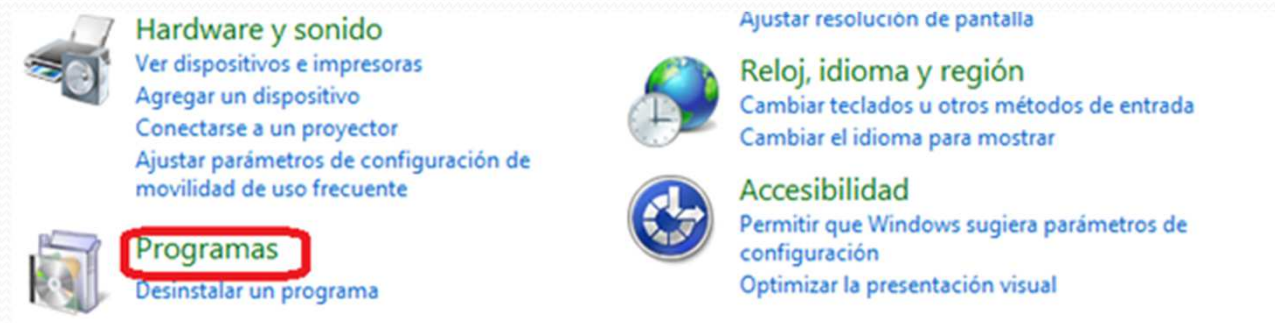 Hardware y sonido
Ver dispositivos e impresoras
Agregar un dispositivo
Conectarse a un proyector
Ajustar parámetros de configuración de
movilidad de uso frecuente
Programas
Desinstalar un programa
Ajustar resolución de pantalla
Reloj, idioma y región
Cambiar teclados u otros métodos de entrada
Cambiar el idioma para mostrar
Accesibilidad
Permitir que Windows sugiera parámetros de
configuración
Optimizar la presentación visual